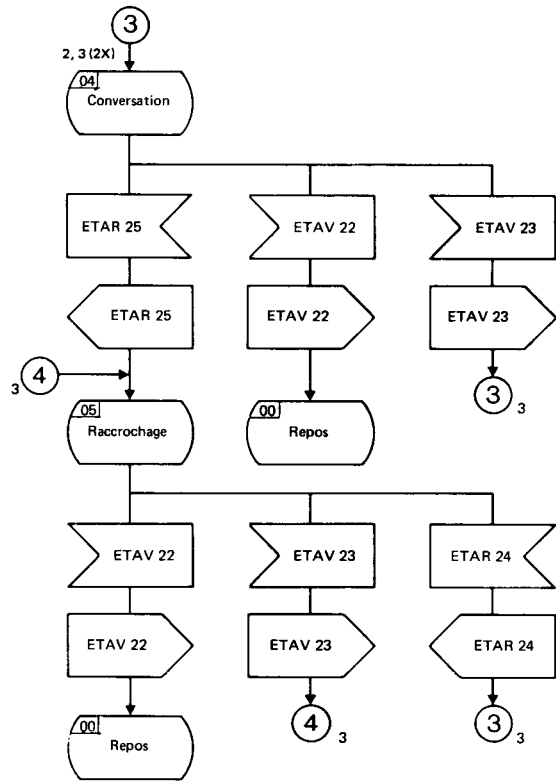 3
2, 3 (2X)
04
Conversation
ETAR 25
ETAV 22
ETAV 23
ETAR 25
ETAV 22
ETAV 23
3 4
3 3
05
Raccrochage
00
Repos
ETAV 22
ETAV 23
ETAR 24
ETAV 22
ETAV 23
ETAR 24
4 3
3 3
00
Repos